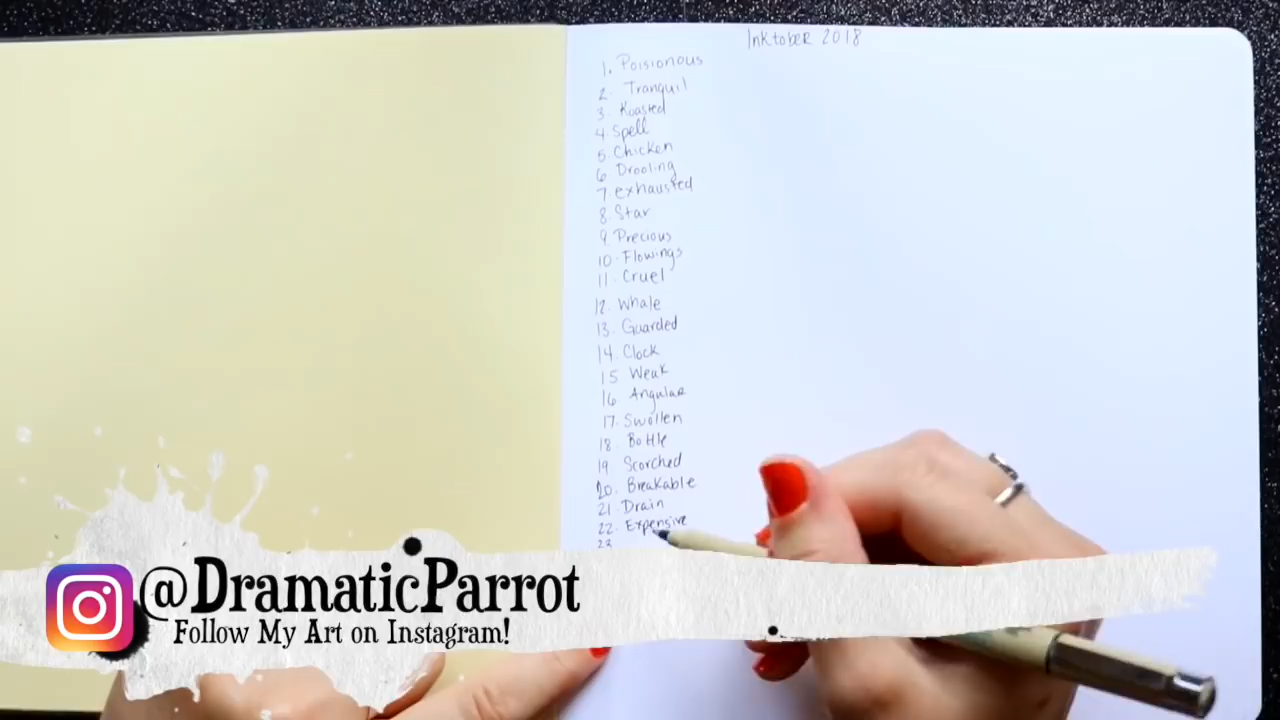 Inktober 2018
1. Poisionous
2. Tranquil
3 Roasted
4. Spell
5. Chicken
6. Drooling
7 exhausted
8. Star
9. Precious
10. Flowings
11. Cruel
12. Whale
13. Guarded
14. Clock
15 Weak
16 Angular
17. Swollen
18. Bottle
19. Scorched
20. Breakable
21. Drain
22. Expensive
23
@DramaticParrot
Follow My Art on Instagram!